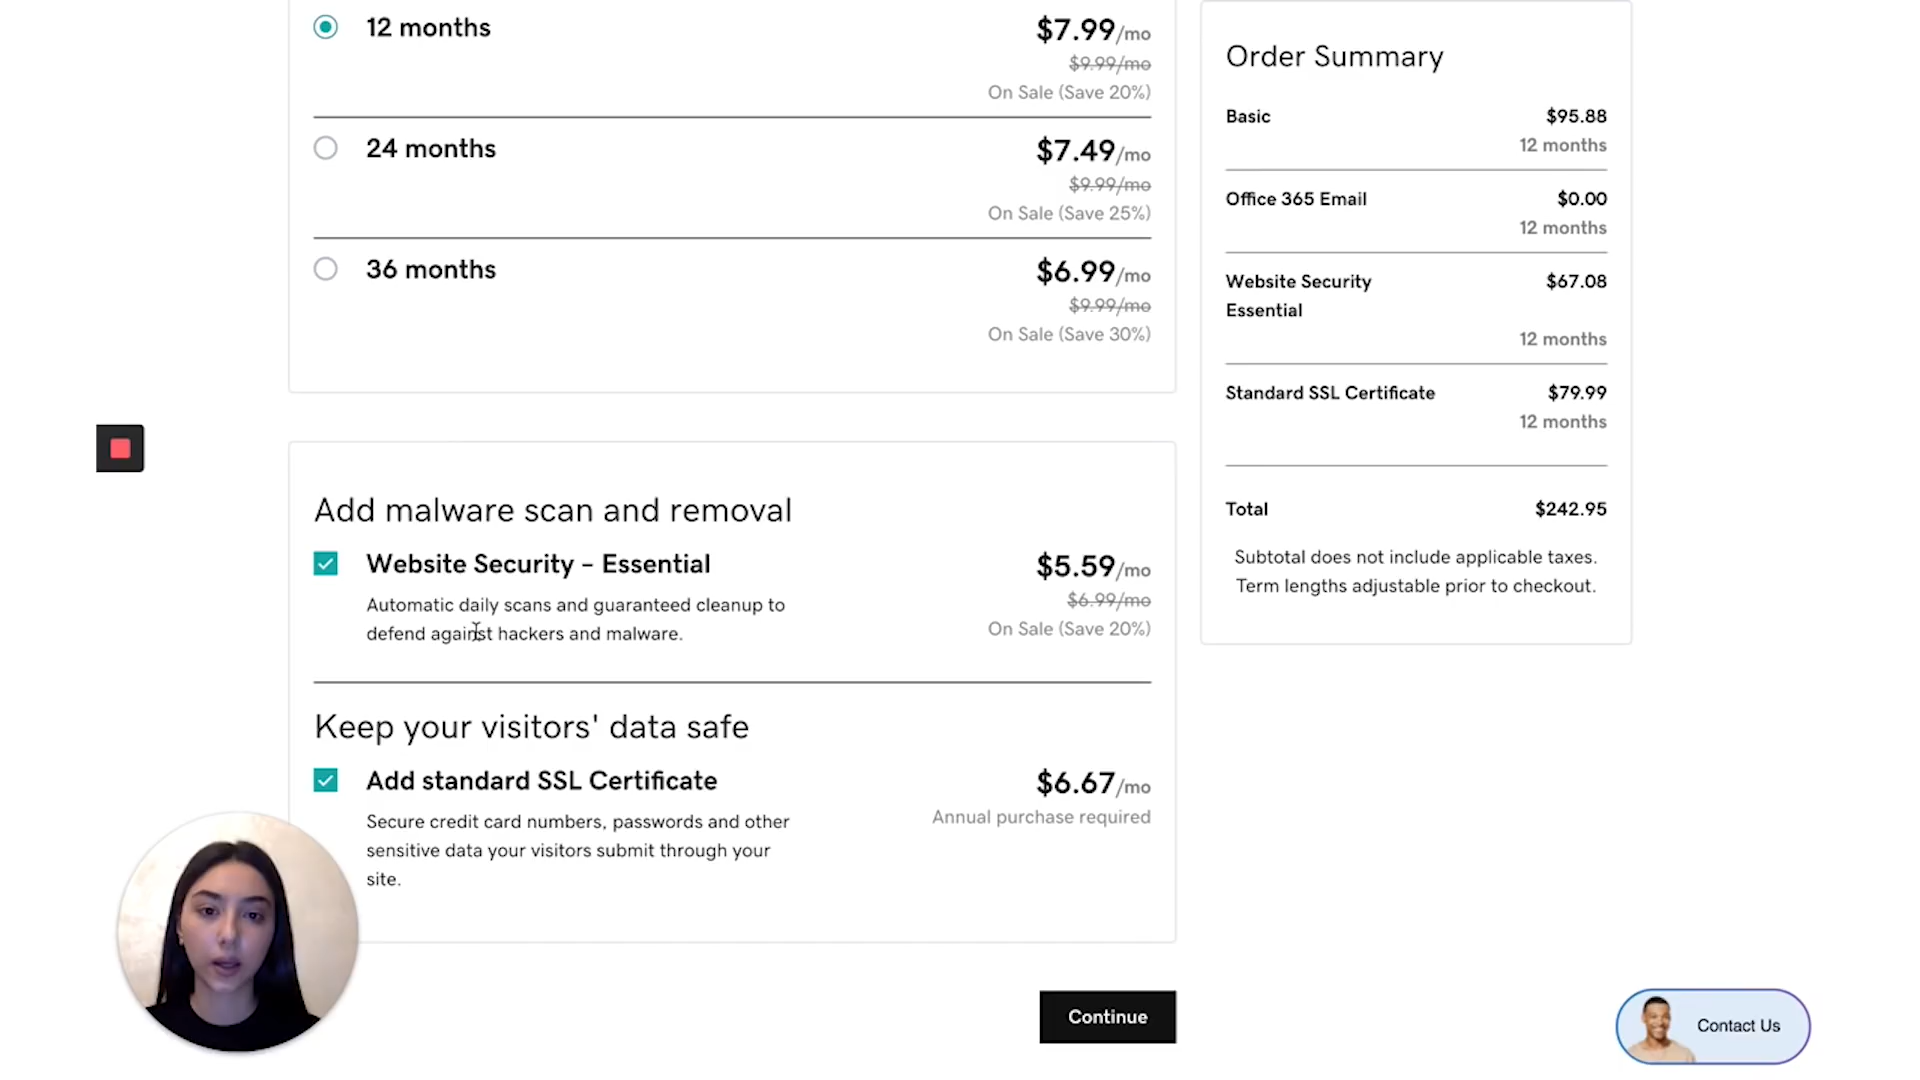 12 months
$7.99/mo
$9.99/mo
On Sale (Save 20%)
24 months
$7.49/mo
$9.99/mo
On Sale (Save 25%)
36 months
$6.99/mo
$9.99/mo
On Sale (Save 30%)
Add malware scan and removal
Website Security – Essential
$5.59/mo
$6.99/mo
On Sale (Save 20%)
Automatic daily scans and guaranteed cleanup to
defend against hackers and malware.
Keep your visitors' data safe
Add standard SSL Certificate
$6.67/mo
Annual purchase required
Secure credit card numbers, passwords and other
sensitive data your visitors submit through your
site.
Continue
Order Summary
Basic $95.88
12 months
Office 365 Email $0.00
12 months
Website Security $67.08
Essential
12 months
Standard SSL Certificate $79.99
12 months
Total $242.95
Subtotal does not include applicable taxes.
Term lengths adjustable prior to checkout.
Contact Us